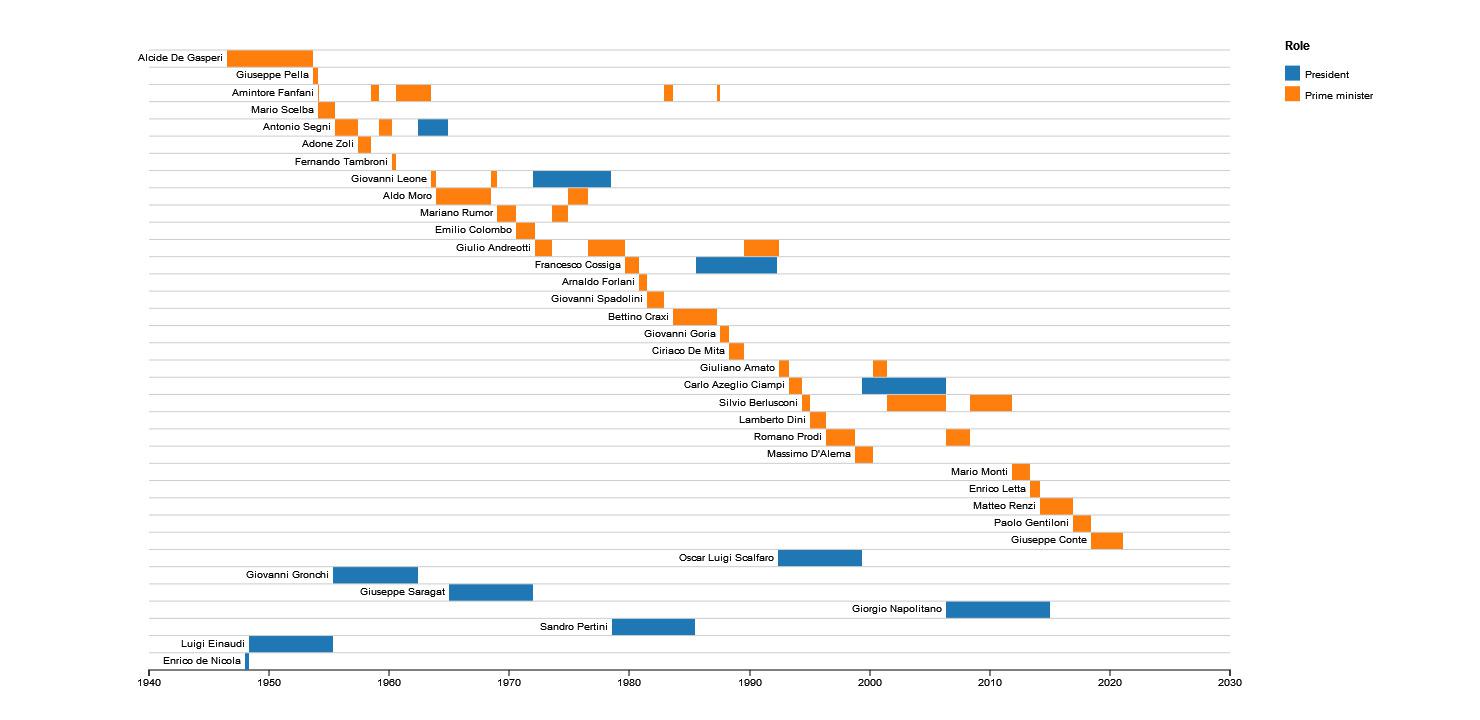 Role
President
Prime minister
Alcide De Gasperi
Giuseppe Pella
Amintore Fanfani
Mario Scelba
Antonio Segni
Adone Zoli
Fernando Tambroni
Giovanni Leone
Aldo Moro
Mariano Rumor
Emilio Colombo
Giulio Andreotti
Francesco Cossiga
Arnaldo Forlani
Giovanni Spadolini
Bettino Craxi
Giovanni Goria
Ciriaco De Mita
Giuliano Amato
Carlo Azeglio Ciampi
Silvio Berlusconi
Lamberto Dini
Romano Prodi
Massimo D'Alema
Mario Monti
Enrico Letta
Matteo Renzi
Paolo Gentiloni
Giuseppe Conte
Oscar Luigi Scalfaro
Giovanni Gronchi
Giuseppe Saragat
Giorgio Napolitano
Sandro Pertini
Luigi Einaudi
Enrico de Nicola
1940 1950 1960 1970 1980 1990 2000 2010 2020 2030